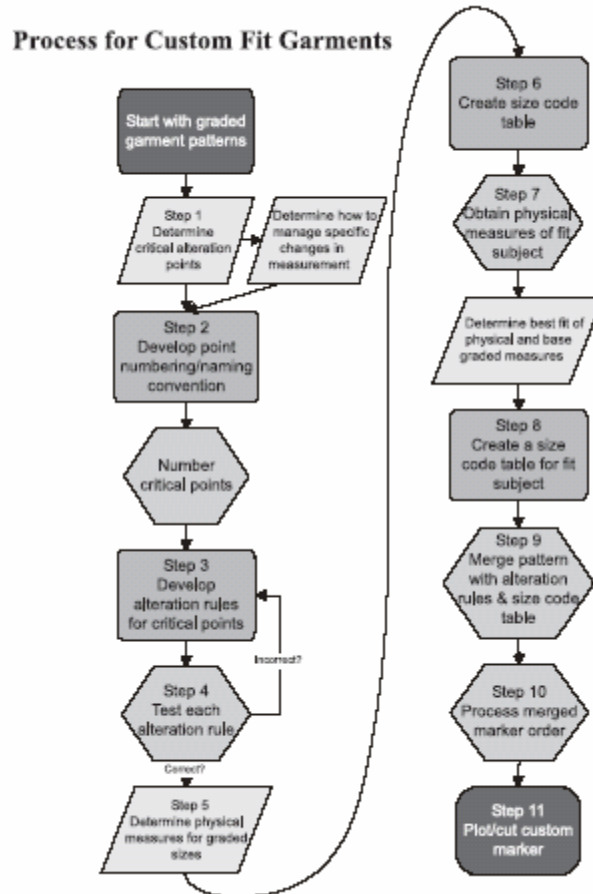 Process for Custom Fit Garments
Start with graded
garment patterns
Step 1
Determine
critical alteration
points
Determine how to
manage specific
changes in
measurement
Step 2
Develop point
numbering/naming
convention
Number
critical points
Step 3
Develop
alteration rules
for critical points
Incorrect?
Step 4
Test each
alteration rule
Correct?
Step 5
Determine physical
measures for graded
sizes
Step 6
Create size code
table
Step 7
Obtain physical
measures of fit
subject
Determine best fit of
physical and base
graded measures
Step 8
Create a size
code table for fit
subject
Step 9
Merge pattern
with alteration
rules & size code
table
Step 10
Process merged
marker order
Step 11
Plot/cut custom
marker